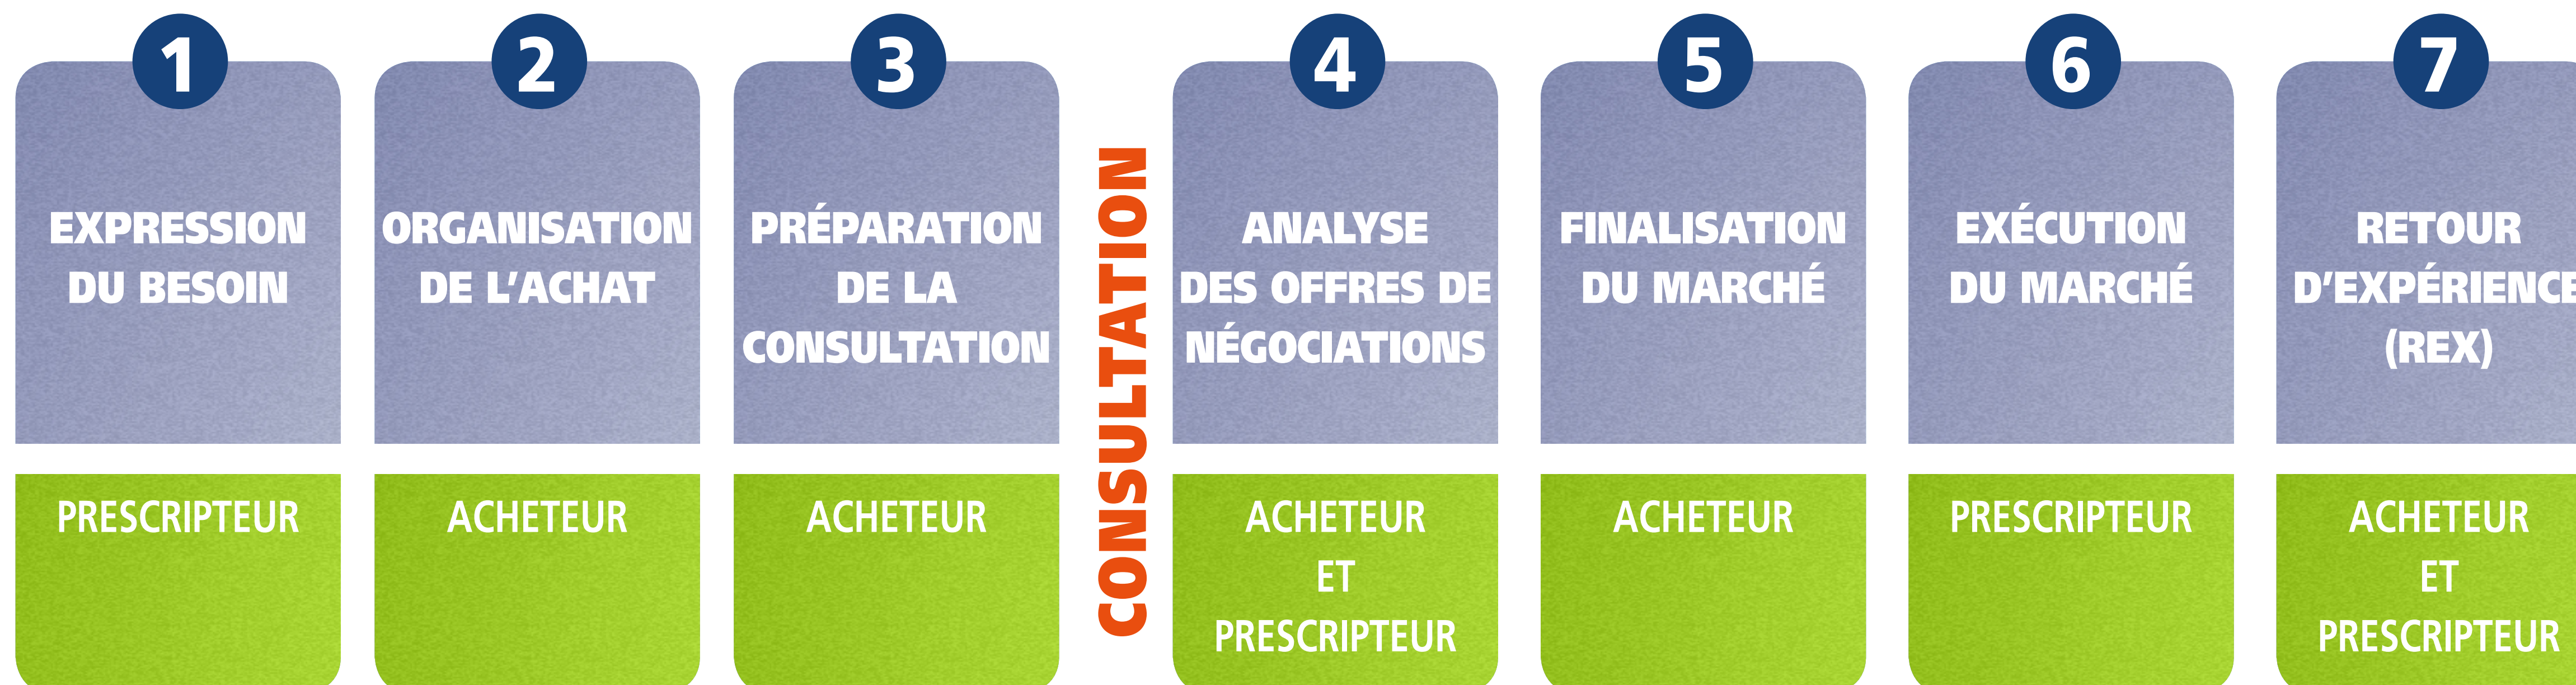 1
EXPRESSION
DU BESOIN
PRESCRIPTEUR
2
ORGANISATION
DE L’ACHAT
ACHETEUR
3
PRÉPARATION
DE LA
CONSULTATION
ACHETEUR
CONSULTATION
4
ANALYSE
DES OFFRES DE
NÉGOCIATIONS
ACHETEUR
ET
PRESCRIPTEUR
5
FINALISATION
DU MARCHÉ
ACHETEUR
6
EXÉCUTION
DU MARCHÉ
PRESCRIPTEUR
7
RETOUR
D’EXPÉRIENCE
(REX)
ACHETEUR
ET
PRESCRIPTEUR